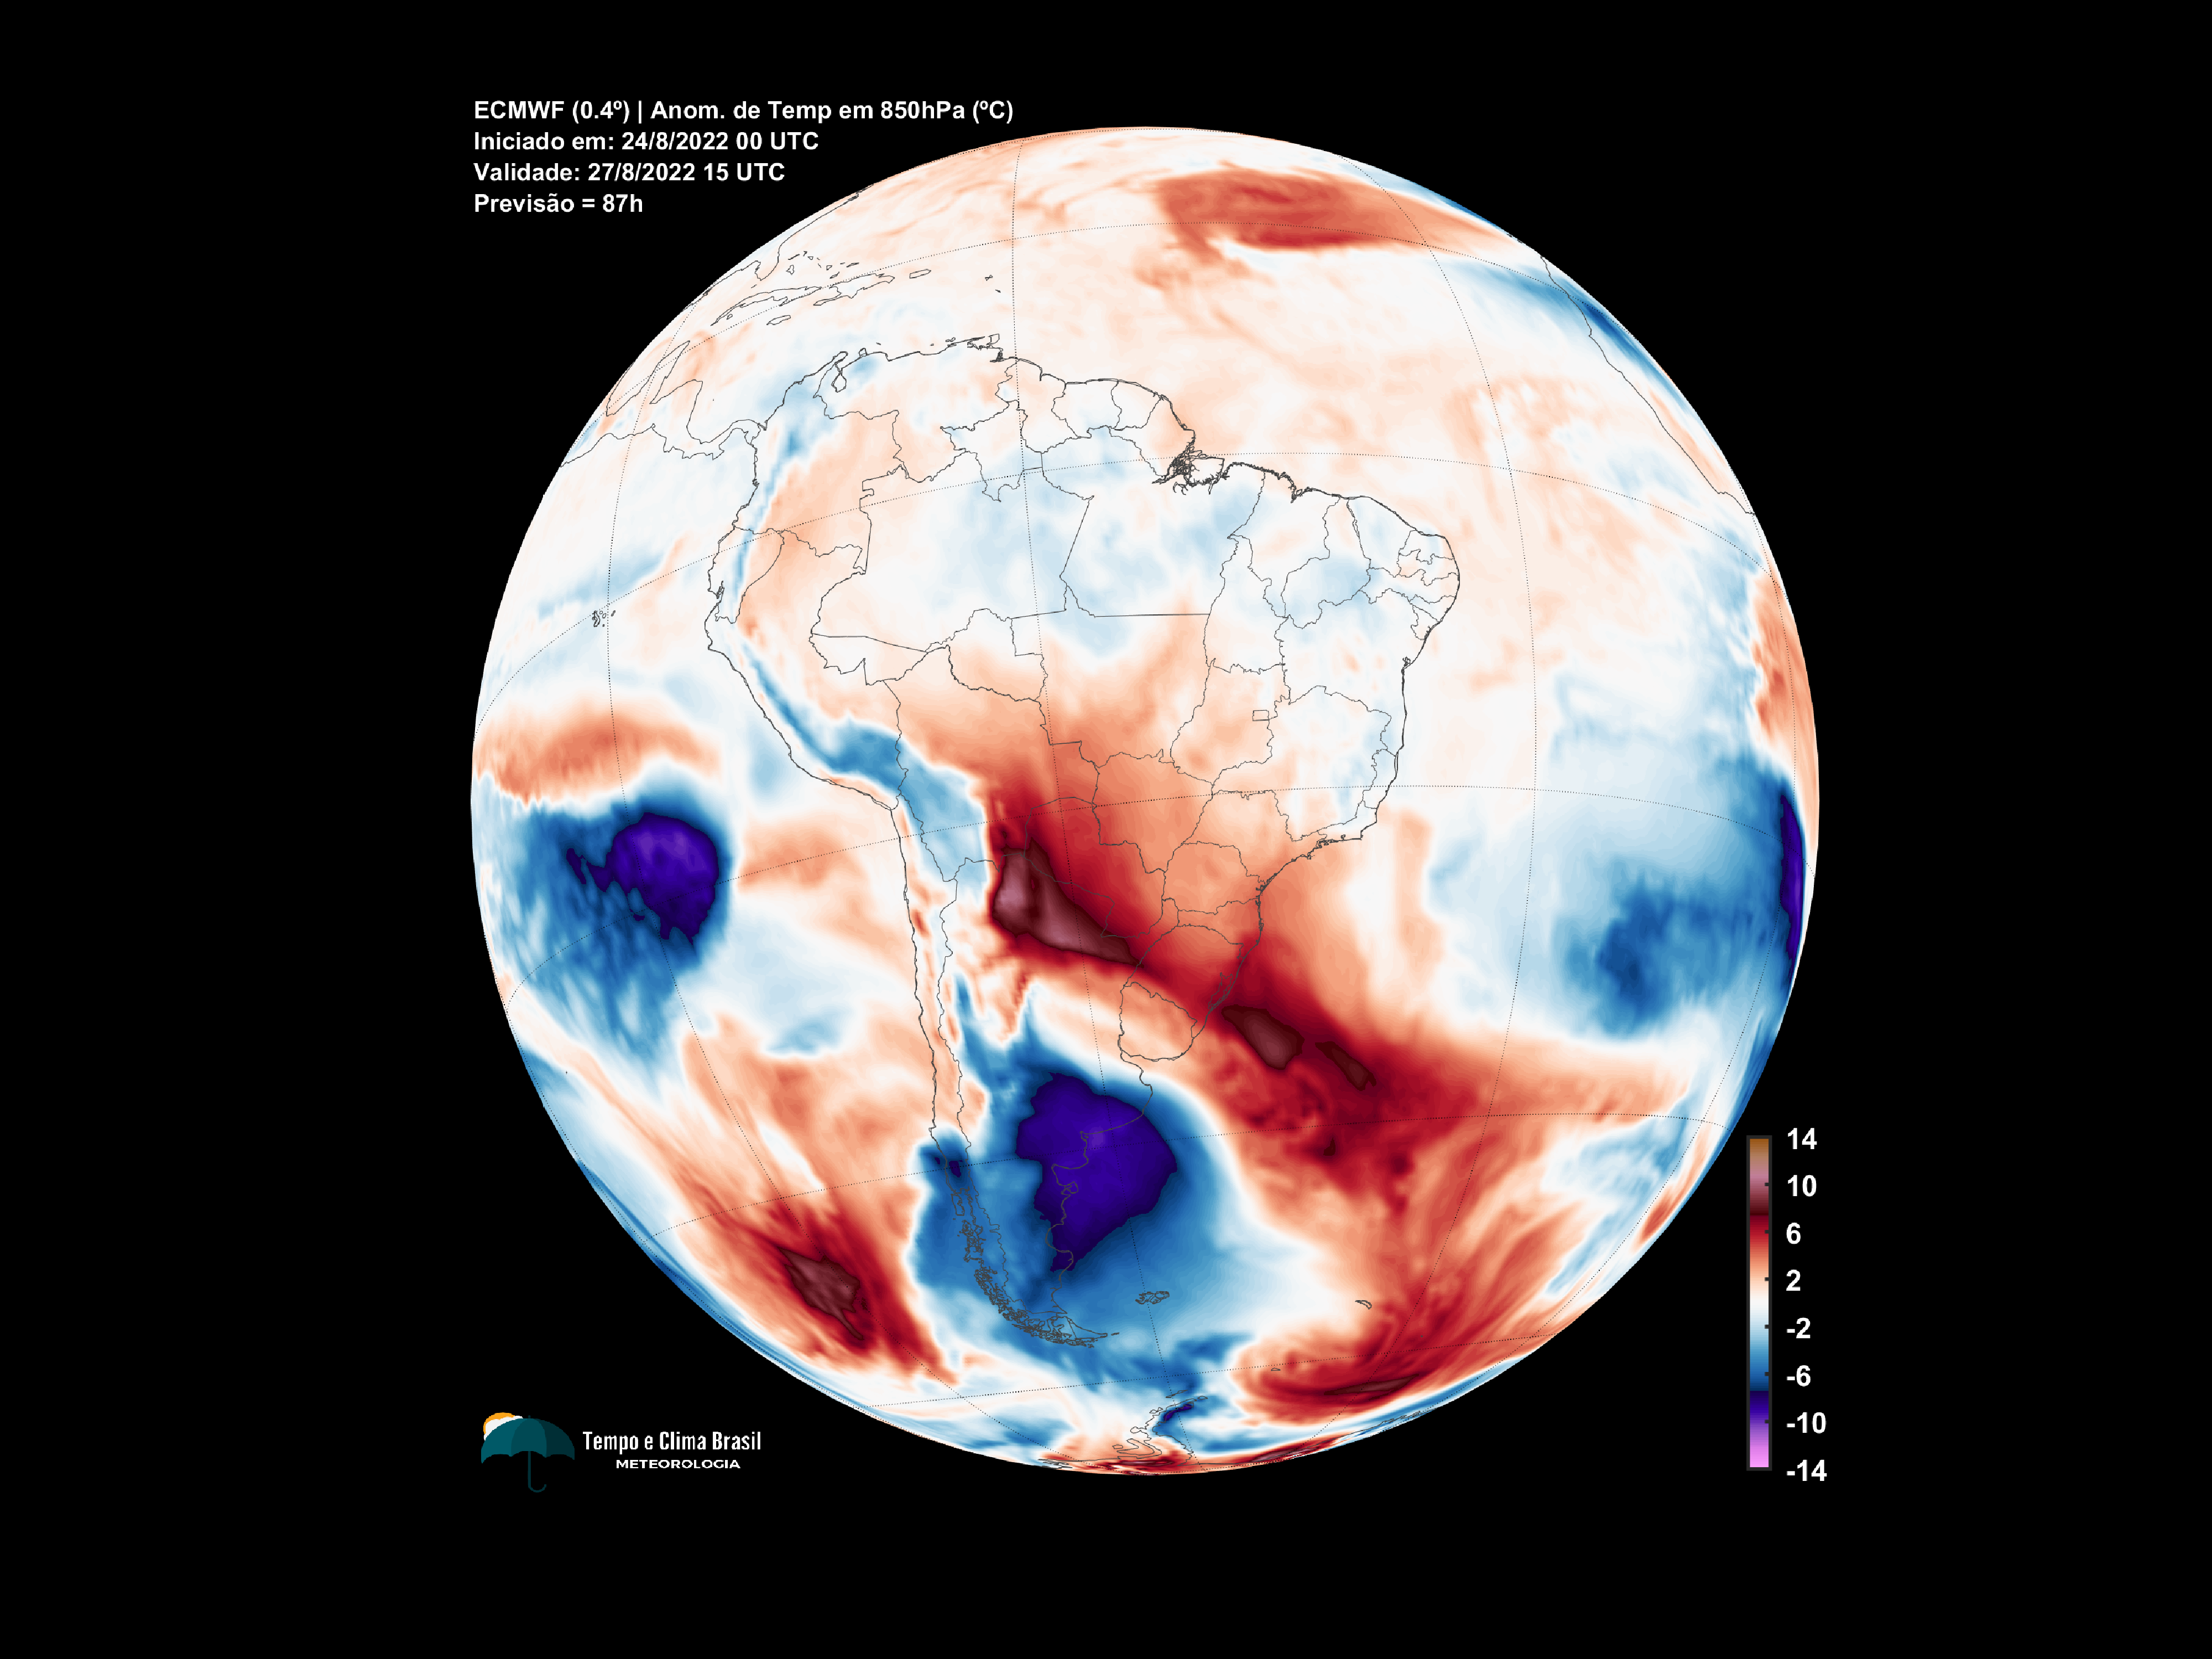 ECMWF (0.4º) | Anom. de Temp em 850hPa (ºC)
Iniciado em: 24/8/2022 00 UTC
Validade: 27/8/2022 15 UTC
Previsão = 87h
14
10
6
2
-2
-6
-10
-14
Tempo e Clima Brasil
METEOROLOGIA